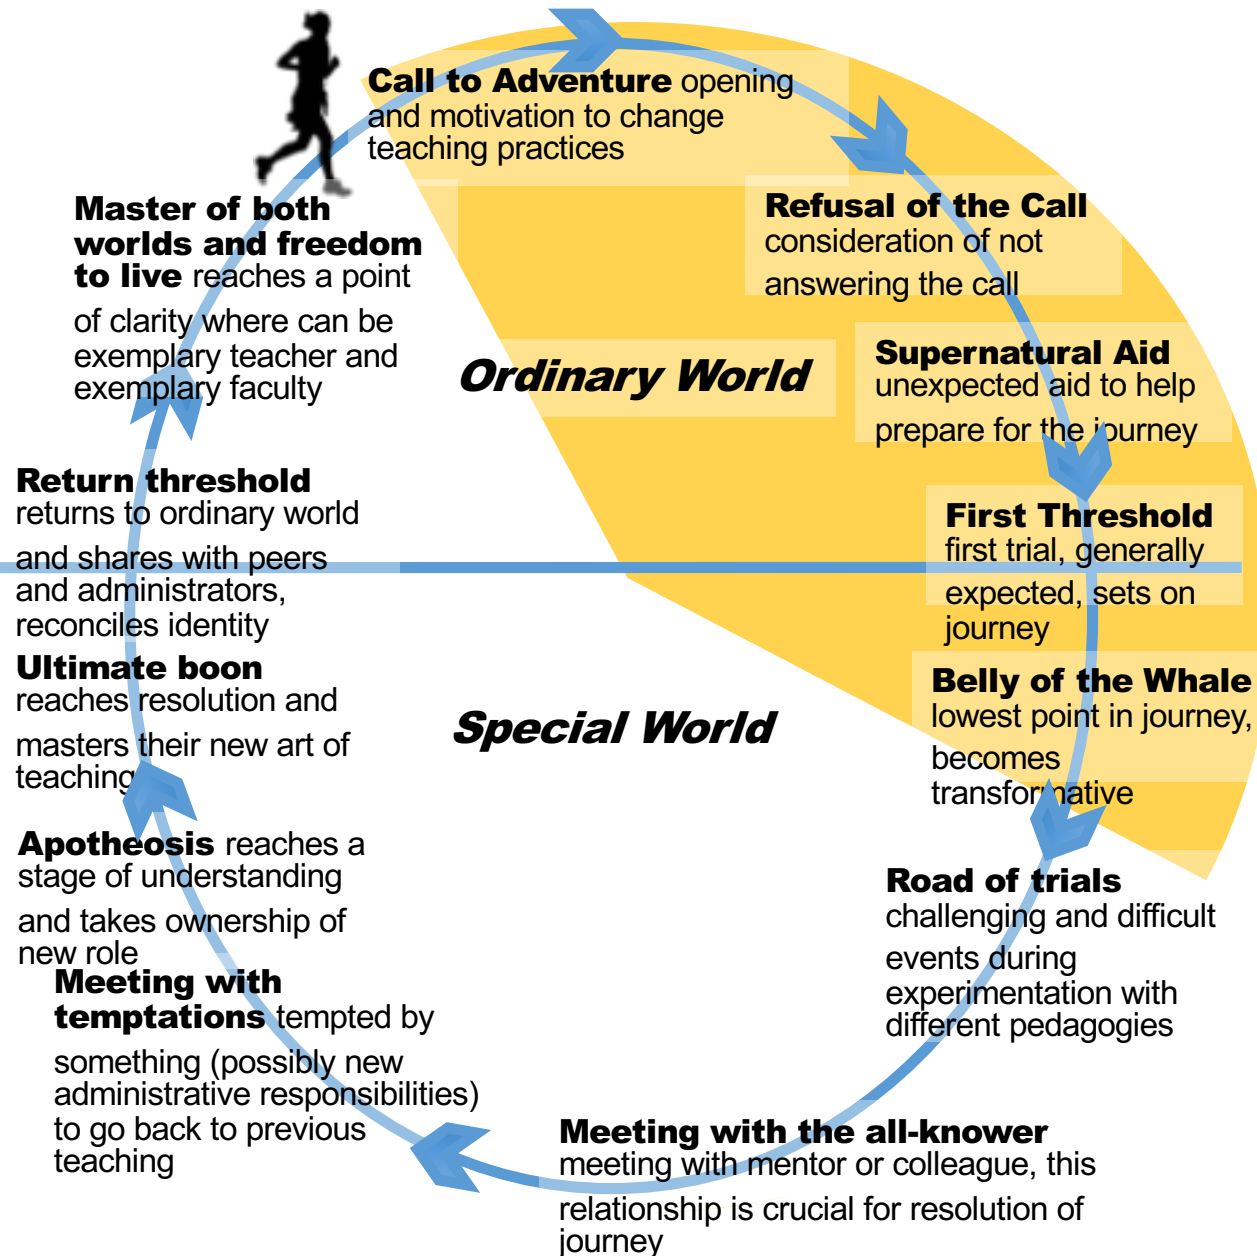 Call to Adventure opening
and motivation to change
teaching practices
Refusal of the Call
consideration of not
answering the call
Supernatural Aid
unexpected aid to help
prepare for the journey
First Threshold
first trial, generally
expected, sets on
journey
Belly of the Whale
lowest point in journey,
becomes
transformative
Road of trials
challenging and difficult
events during
experimentation with
different pedagogies
Meeting with the all-knower
meeting with mentor or colleague, this
relationship is crucial for resolution of
journey
Meeting with
temptations tempted by
something (possibly new
administrative responsibilities)
to go back to previous
teaching
Apotheosis reaches a
stage of understanding
and takes ownership of
new role
Ultimate boon
reaches resolution and
masters their new art of
teaching
Return threshold
returns to ordinary world
and shares with peers
and administrators,
reconciles identity
Master of both
worlds and freedom
to live reaches a point
of clarity where can be
exemplary teacher and
exemplary faculty
Ordinary World
Special World